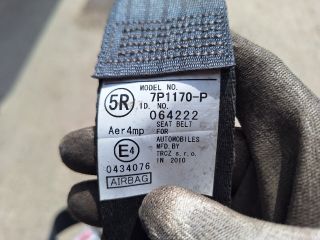 MODEL NO.
5R 7P1170-P
ID. NO.
064222
Aer4mp SEAT BELT
FOR
E4 AUTOMOBILES
MFD. BY
0434076 TRCZ s.r.o.
AIRBAG IN 2010